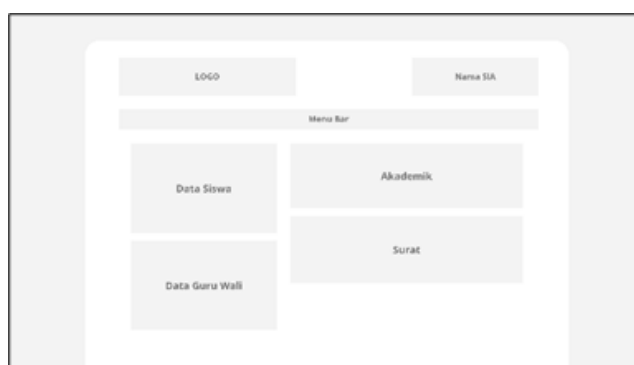 LOGO
Nama SIA
Menu Bar
Data Siswa
Akademik
Surat
Data Guru Wali